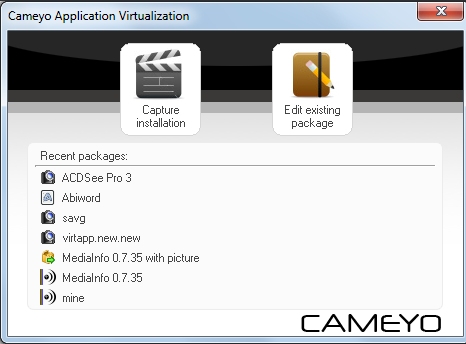 Cameyo Application Virtualization
Capture
installation
Edit existing
package
Recent packages:
ACDSee Pro 3
Abiword
savg
virtapp.new.new
MediaInfo 0.7.35 with picture
MediaInfo 0.7.35
mine
CAMEYO